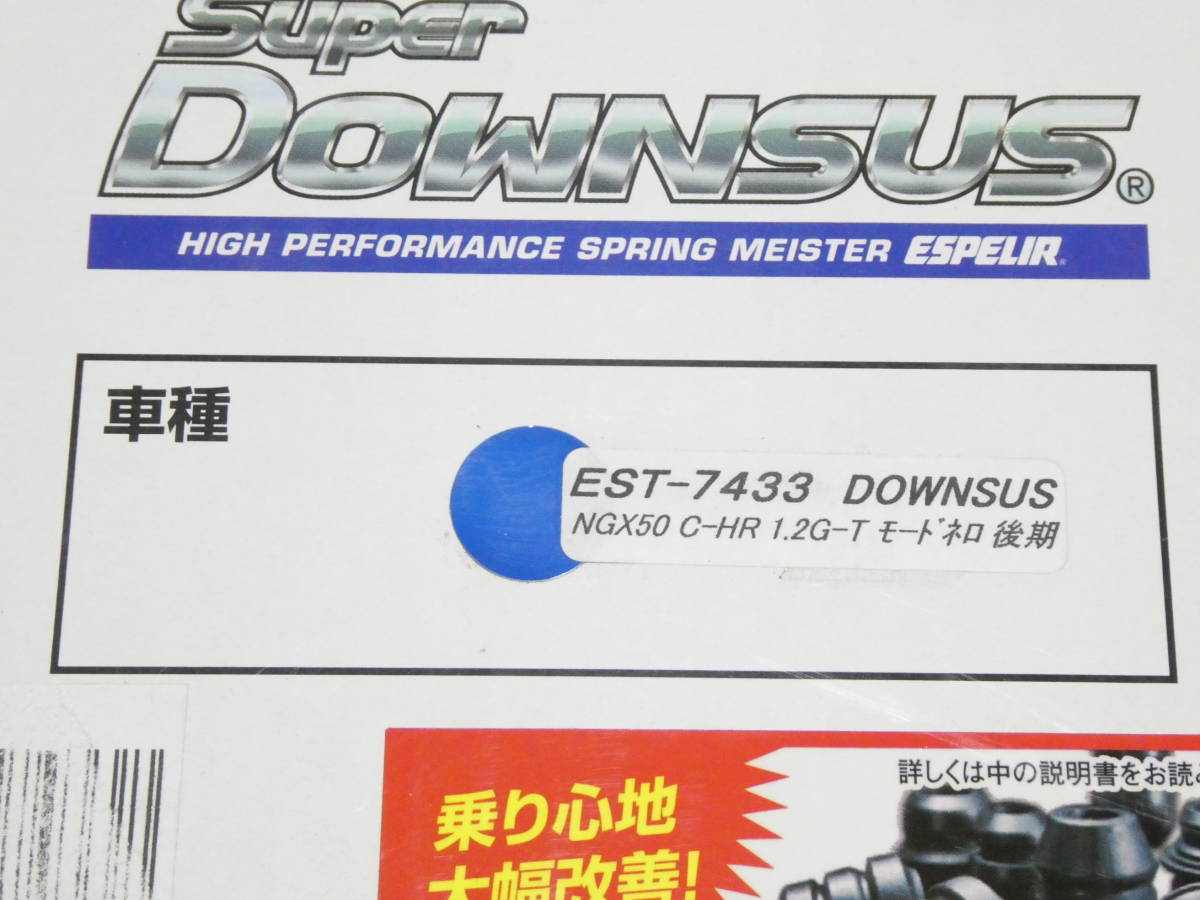 Super
DOWNSUS®
HIGH PERFORMANCE SPRING MEISTER ESPELIR®
車種
EST-7433 DOWNSUS
NGX50 C-HR 1.2G-T モードネロ 後期
詳しくは中の説明書をお読み
乗り心地
大幅改善!